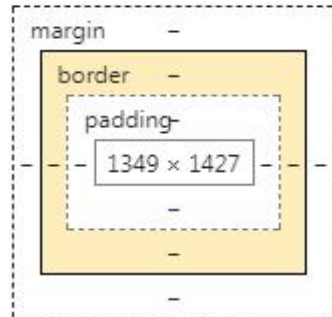 margin –
border –
padding –
– – – 1349 × 1427 – – –
–
–
–